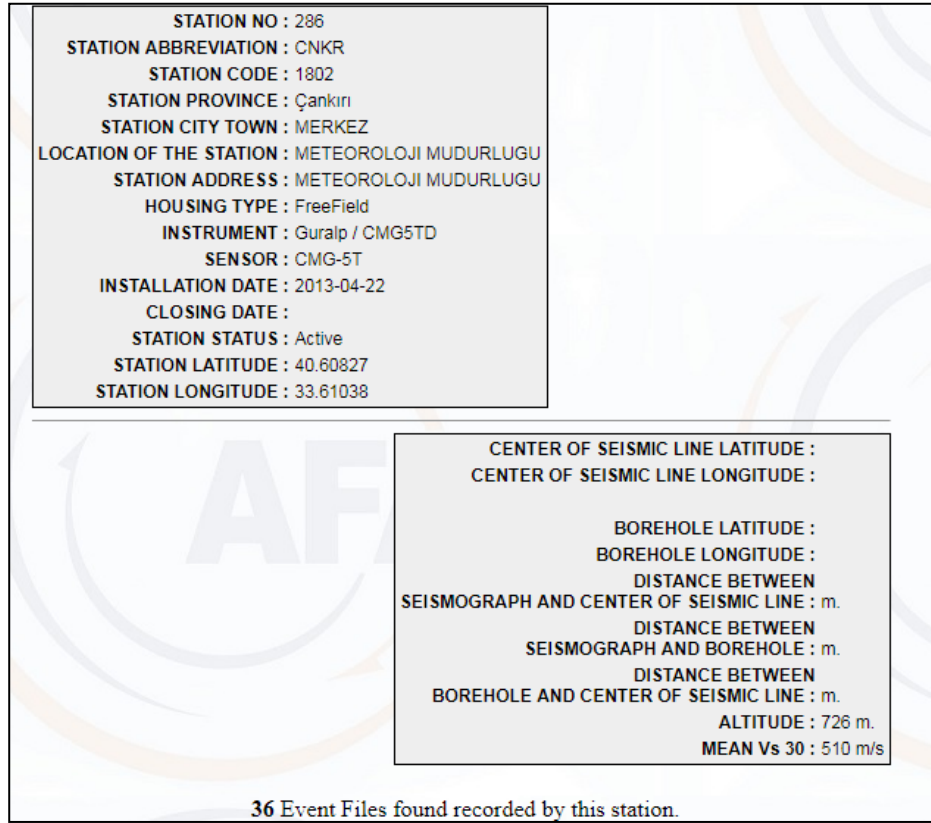 STATION NO : 286
STATION ABBREVIATION : CNKR
STATION CODE : 1802
STATION PROVINCE : Çankırı
STATION CITY TOWN : MERKEZ
LOCATION OF THE STATION : METEOROLOJI MUDURLUGU
STATION ADDRESS : METEOROLOJI MUDURLUGU
HOUSING TYPE : FreeField
INSTRUMENT : Guralp / CMG5TD
SENSOR : CMG-5T
INSTALLATION DATE : 2013-04-22
CLOSING DATE :
STATION STATUS : Active
STATION LATITUDE : 40.60827
STATION LONGITUDE : 33.61038
CENTER OF SEISMIC LINE LATITUDE :
CENTER OF SEISMIC LINE LONGITUDE :
BOREHOLE LATITUDE :
BOREHOLE LONGITUDE :
DISTANCE BETWEEN
SEISMOGRAPH AND CENTER OF SEISMIC LINE : m.
DISTANCE BETWEEN
SEISMOGRAPH AND BOREHOLE : m.
DISTANCE BETWEEN
BOREHOLE AND CENTER OF SEISMIC LINE : m.
ALTITUDE : 726 m.
MEAN Vs 30 : 510 m/s
36 Event Files found recorded by this station.